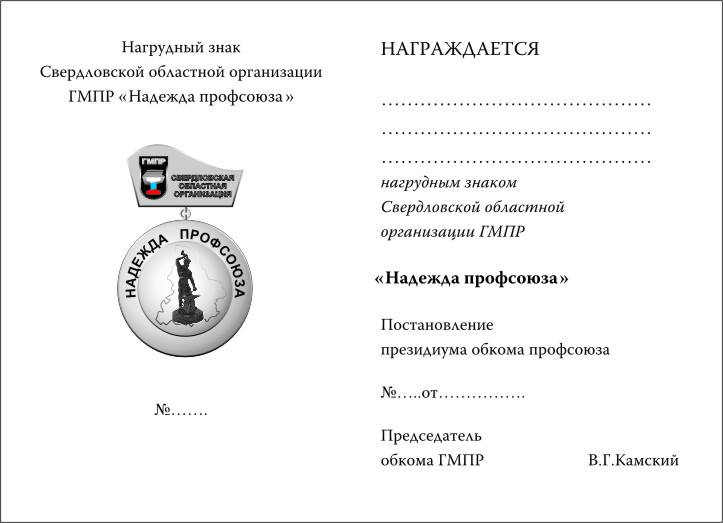 Нагрудный знак
Свердловской областной организации
ГМПР «Надежда профсоюза»
ГМПР
СВЕРДЛОВСКАЯ
ОБЛАСТНАЯ
ОРГАНИЗАЦИЯ
НАДЕЖДА ПРОФСОЮЗА
№.......
НАГРАЖДАЕТСЯ
..........................................
..........................................
..........................................
нагрудным знаком
Свердловской областной
организации ГМПР
«Надежда профсоюза»
Постановление
президиума обкома профсоюза
№.....от................
Председатель
обкома ГМПР В.Г.Камский